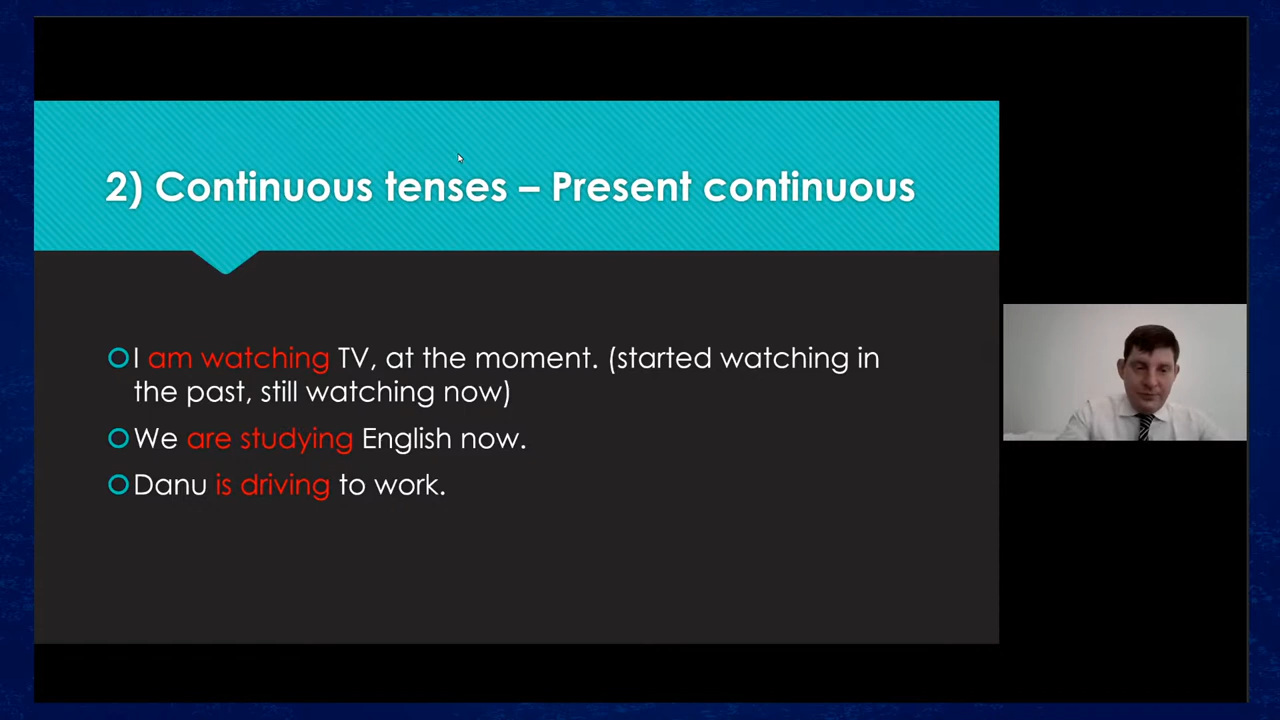 2) Continuous tenses – Present continuous
I am watching TV, at the moment. (started watching in
the past, still watching now)
We are studying English now.
Danu is driving to work.